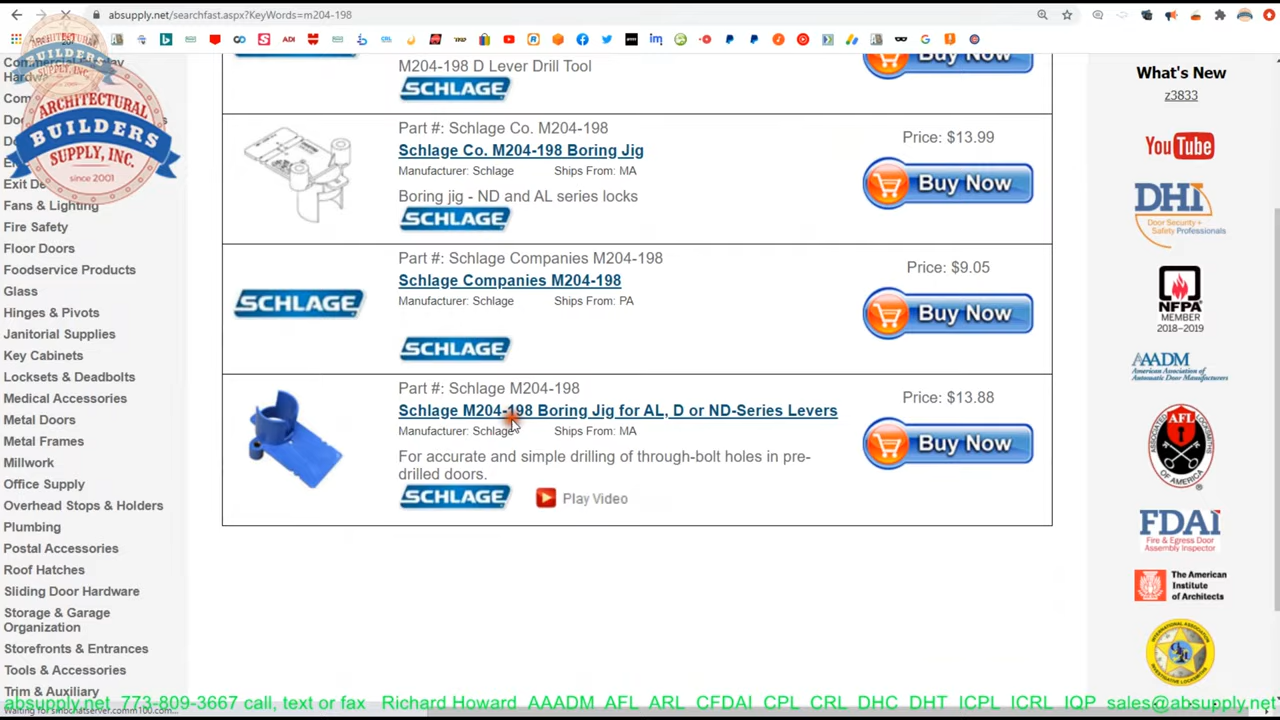 absupply.net/searchfast.aspx?KeyWords=m204-198
ARCHITECTURAL
BUILDERS
SUPPLY, INC.
since 2001
Hardware
Exit De
Fans & Lighting
Fire Safety
Floor Doors
Foodservice Products
Glass
Hinges & Pivots
Janitorial Supplies
Key Cabinets
Locksets & Deadbolts
Medical Accessories
Metal Doors
Metal Frames
Millwork
Office Supply
Overhead Stops & Holders
Plumbing
Postal Accessories
Roof Hatches
Sliding Door Hardware
Storage & Garage
Organization
Storefronts & Entrances
Tools & Accessories
Trim & Auxiliary
M204-198 D Lever Drill Tool
SCHLAGE
Buy Now
Part #: Schlage Co. M204-198
Schlage Co. M204-198 Boring Jig
Manufacturer: Schlage Ships From: MA
Boring jig - ND and AL series locks
SCHLAGE
Price: $13.99
Buy Now
SCHLAGE
Part #: Schlage Companies M204-198
Schlage Companies M204-198
Manufacturer: Schlage Ships From: PA
SCHLAGE
Price: $9.05
Buy Now
Part #: Schlage M204-198
Schlage M204-198 Boring Jig for AL, D or ND-Series Levers
Manufacturer: Schlage Ships From: MA
For accurate and simple drilling of through-bolt holes in pre-
drilled doors.
SCHLAGE Play Video
Price: $13.88
Buy Now
What's New
z3833
YouTube
DHI
Door Security +
Safety Professionals
NFPA
MEMBER
2018-2019
AAADM
American Association of
Automatic Door Manufacturers
AFL
FDAI
Fire & Egress Door
Assembly Inspector
AIA
The American
Institute
of Architects
absupply.net 773-809-3667 call, text or fax Richard Howard AAADM AFL ARL CFDAI CPL CRL DHC DHT ICPL ICRL IQP sales@absupply.net